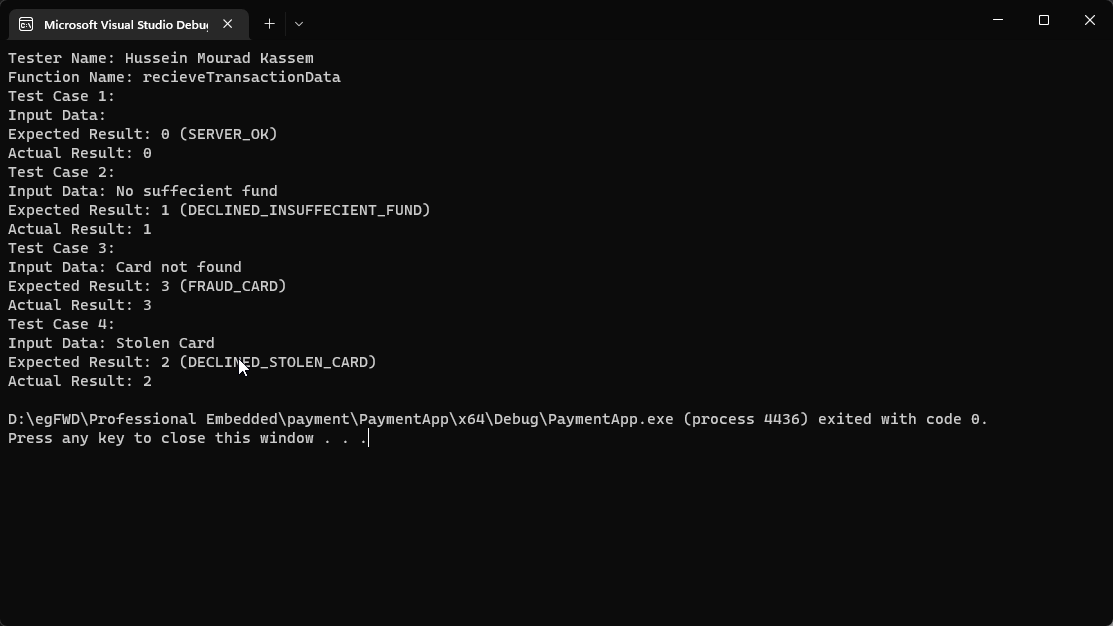 Microsoft Visual Studio Debug
Tester Name: Hussein Mourad Kassem
Function Name: recieveTransactionData
Test Case 1:
Input Data:
Expected Result: 0 (SERVER_OK)
Actual Result: 0
Test Case 2:
Input Data: No suffecient fund
Expected Result: 1 (DECLINED_INSUFFECIENT_FUND)
Actual Result: 1
Test Case 3:
Input Data: Card not found
Expected Result: 3 (FRAUD_CARD)
Actual Result: 3
Test Case 4:
Input Data: Stolen Card
Expected Result: 2 (DECLINED_STOLEN_CARD)
Actual Result: 2
D:\egFWD\Professional Embedded\payment\PaymentApp\x64\Debug\PaymentApp.exe (process 4436) exited with code 0.
Press any key to close this window . . .